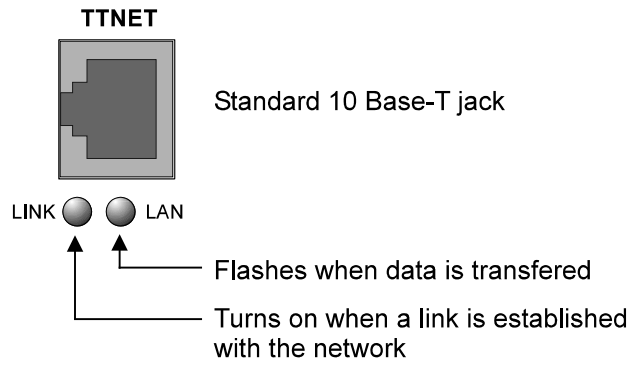 TTNET
Standard 10 Base-T jack
LINK
LAN
Flashes when data is transfered
Turns on when a link is established
with the network